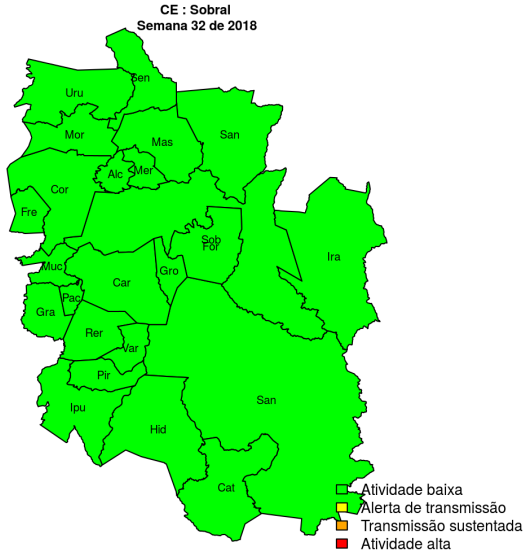 CE : Sobral
Semana 32 de 2018
Sen
Uru
Mor
Mas
San
Alc
Mer
Cor
Fre
Sob
For
Ira
Muc
Gro
Car
Pac
Gra
Rer
Var
Pir
San
Ipu
Hid
Cat
Atividade baixa
Alerta de transmissão
Transmissão sustentada
Atividade alta